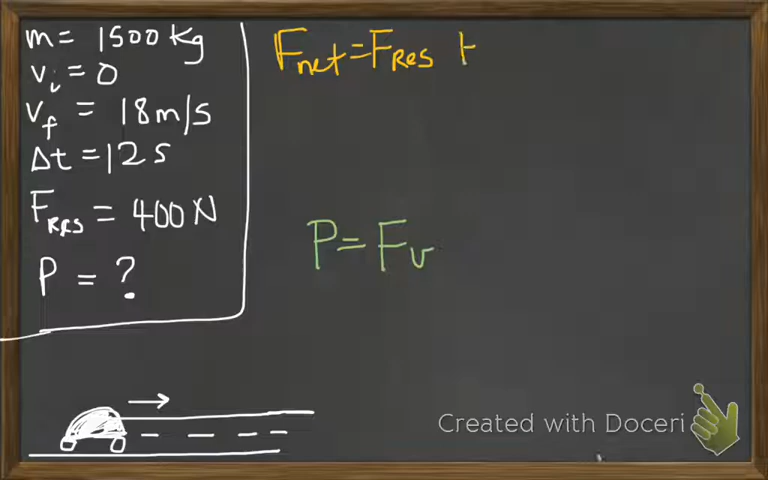 m = 1500 Kg
vi = 0
vf = 18 m/s
Δt = 12 s
FRes = 400 N
P = ?
Fnet = FRes +
P = Fv
Created with Doceri